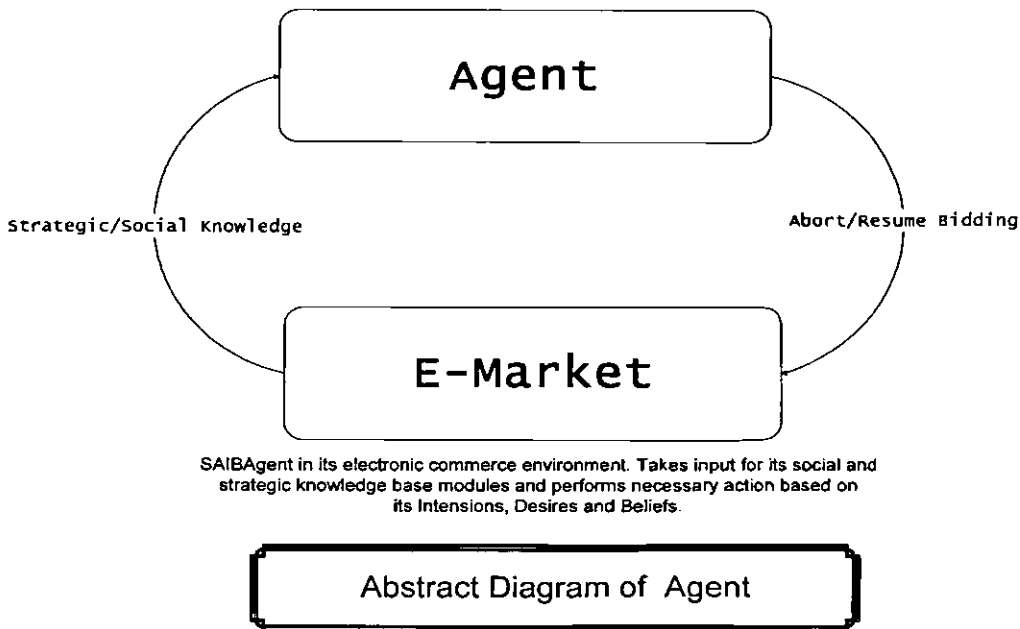 Agent
Strategic/Social Knowledge
Abort/Resume Bidding
E-Market
SAIBAgent in its electronic commerce environment. Takes input for its social and
strategic knowledge base modules and performs necessary action based on
its Intensions, Desires and Beliefs.
Abstract Diagram of Agent